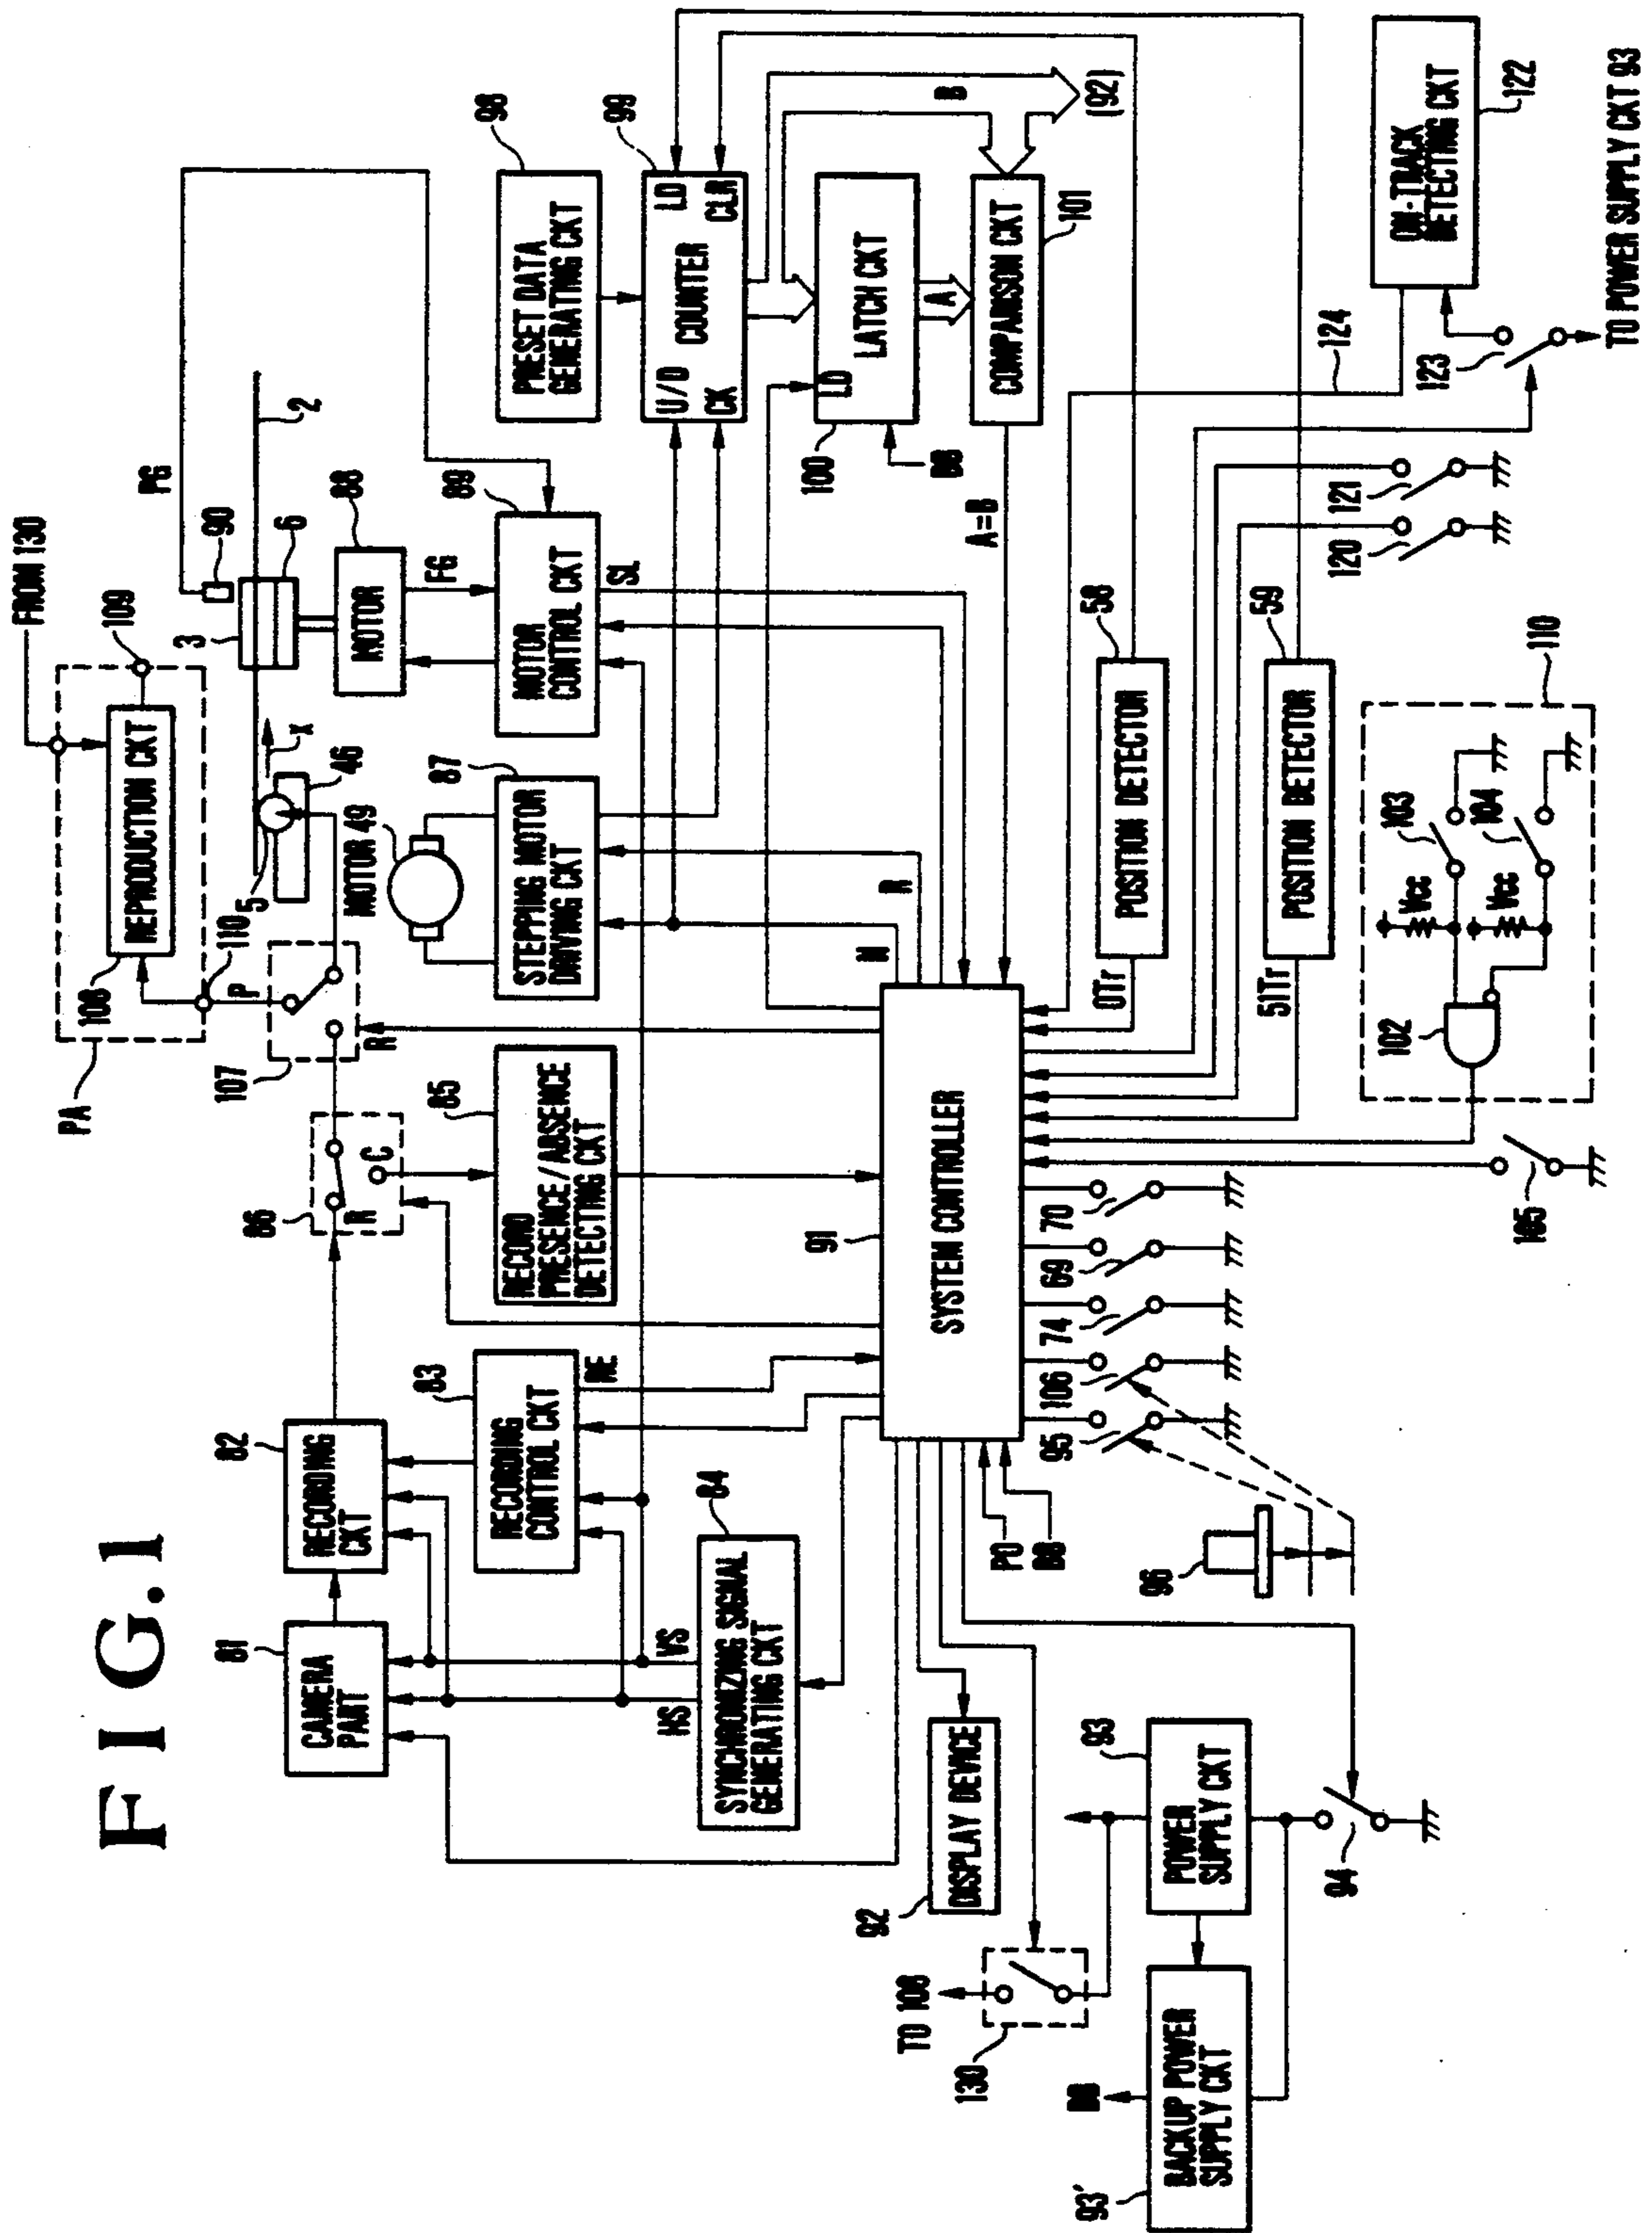 FIG.1
FROM 130
PA
REPRODUCTION CKT
108
109
110
P
R
107
86
R
C
81
CAMERA
PART
82
RECORDING
CKT
83
RECORDING
CONTROL CKT
NE
84
SYNCHRONIZING SIGNAL
GENERATING CKT
HS
VS
85
RECORD
PRESENCE/ABSENCE
DETECTING CKT
5
46
X
3
6
2
90
PG
MOTOR 49
87
STEPPING MOTOR
DRIVING CKT
88
MOTOR
FG
89
MOTOR
CONTROL CKT
SL
98
PRESET DATA
GENERATING CKT
99
U/D
LD
COUNTER
CK
CLR
B
(92)
100
LD
LATCH CKT
BB
A
COMPARISON CKT
101
A=B
R
91
SYSTEM CONTROLLER
92
DISPLAY DEVICE
TO 108
130
93
POWER
SUPPLY CKT
93'
BACKUP POWER
SUPPLY CKT
BB
94
PO
BB
96
95
106
74
69
70
105
58
POSITION DETECTOR
0Tr
59
POSITION DETECTOR
51Tr
102
103
104
Vcc
Vcc
110
120
121
123
124
ON-TRACK
DETECTING CKT
122
TO POWER SUPPLY CKT 93